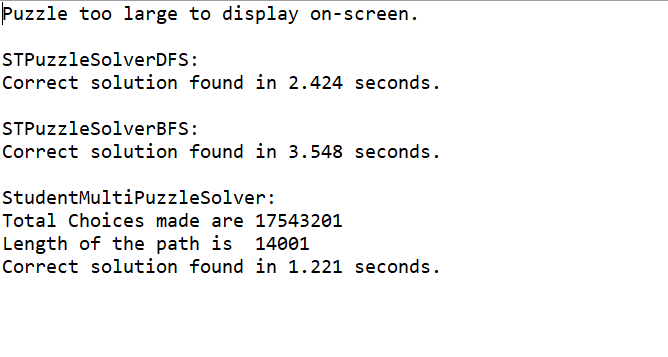 Puzzle too large to display on-screen.
STPuzzleSolverDFS:
Correct solution found in 2.424 seconds.
STPuzzleSolverBFS:
Correct solution found in 3.548 seconds.
StudentMultiPuzzleSolver:
Total Choices made are 17543201
Length of the path is  14001
Correct solution found in 1.221 seconds.